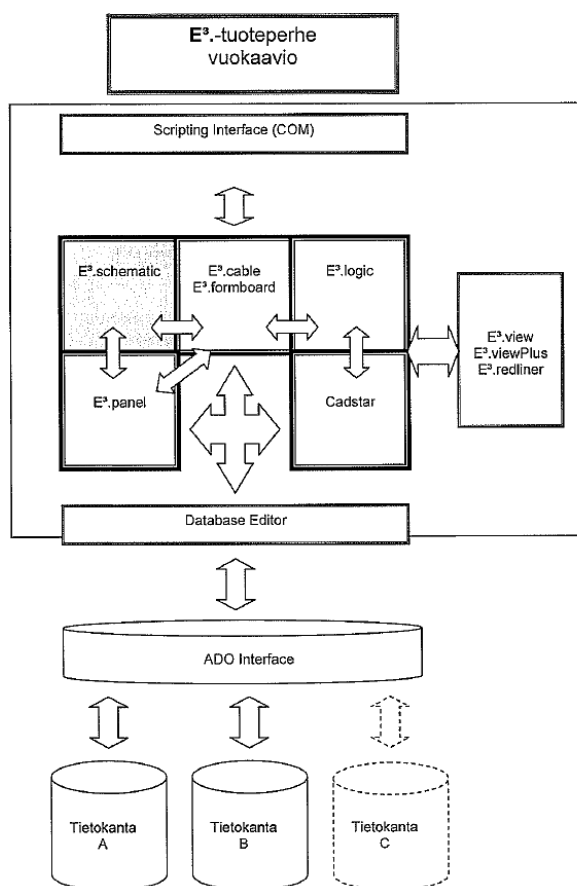 E³.-tuoteperhe
vuokaavio
Scripting Interface (COM)
E³.schematic
E³.cable
E³.formboard
E³.logic
E³.view
E³.viewPlus
E³.redliner
E³.panel
Cadstar
Database Editor
ADO Interface
Tietokanta
A
Tietokanta
B
Tietokanta
C